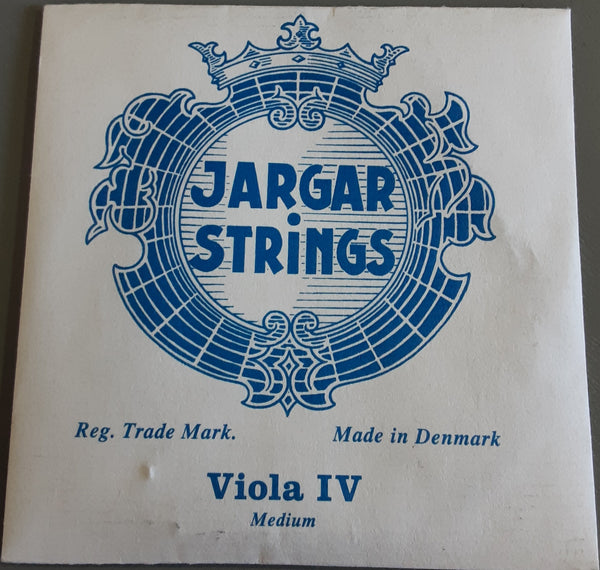 JARGAR
STRiNGS
Reg. Trade Mark.
Made in Denmark
Viola IV
Medium